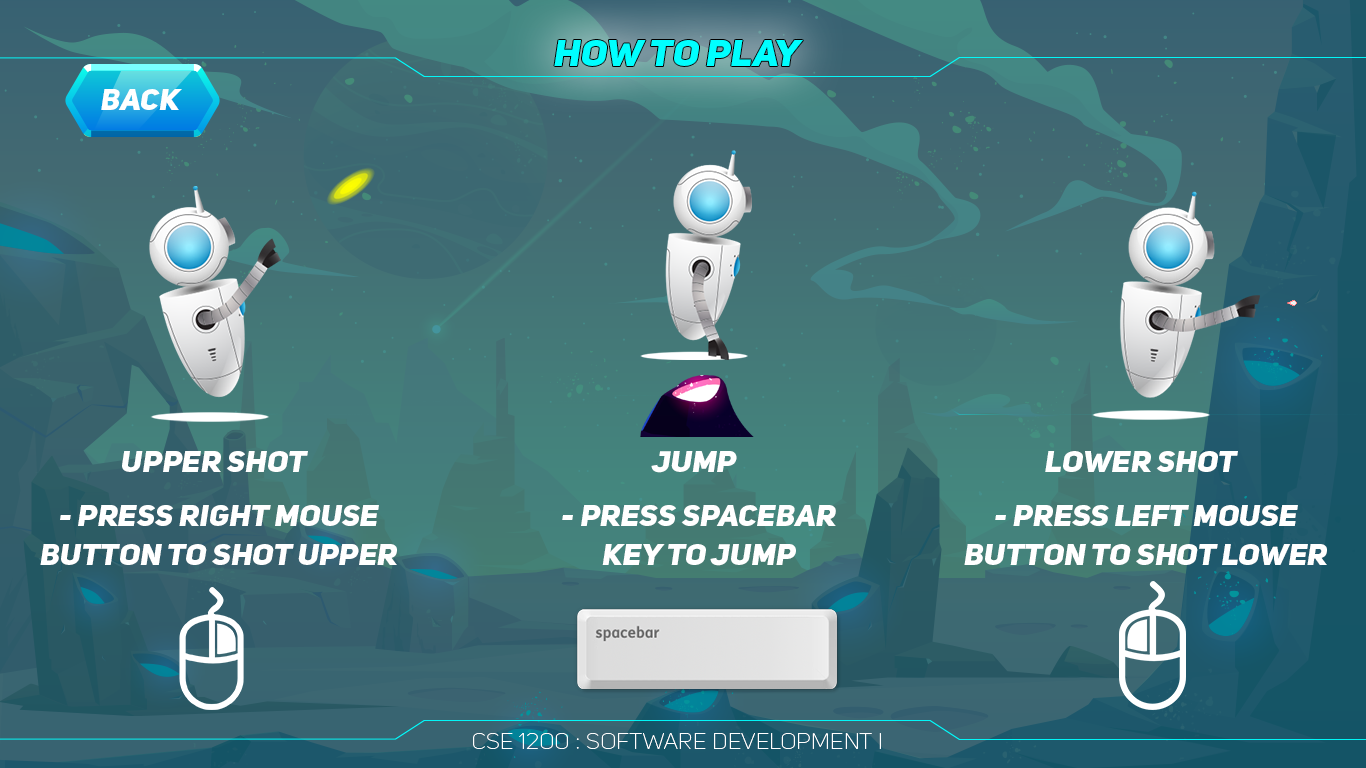 HOW TO PLAY
BACK
UPPER SHOT
- PRESS RIGHT MOUSE
BUTTON TO SHOT UPPER
JUMP
- PRESS SPACEBAR
KEY TO JUMP
spacebar
LOWER SHOT
- PRESS LEFT MOUSE
BUTTON TO SHOT LOWER
CSE 1200 : SOFTWARE DEVELOPMENT I